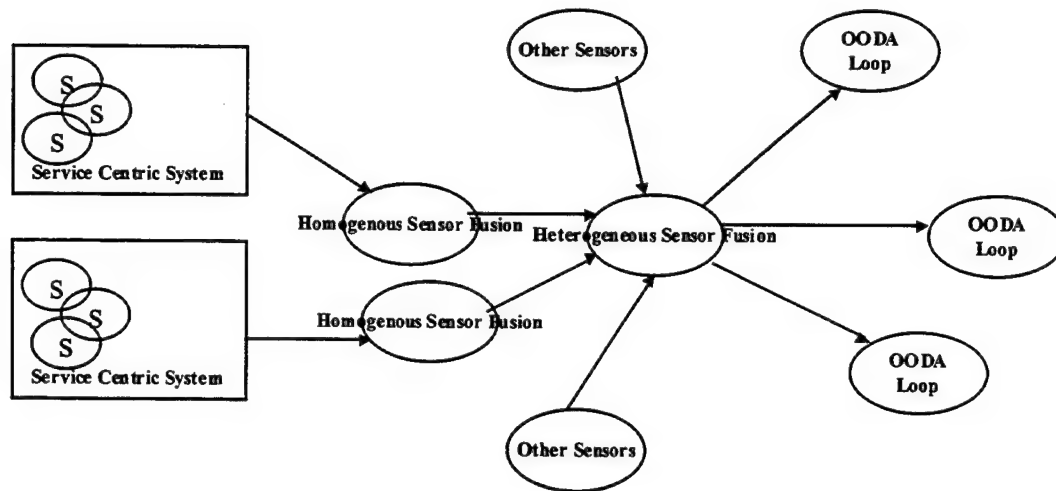 S
S
S
Service Centric System
S
S
S
Service Centric System
Homogenous Sensor Fusion
Homogenous Sensor Fusion
Other Sensors
Heterogeneous Sensor Fusion
Other Sensors
OODA
Loop
OODA
Loop
OODA
Loop